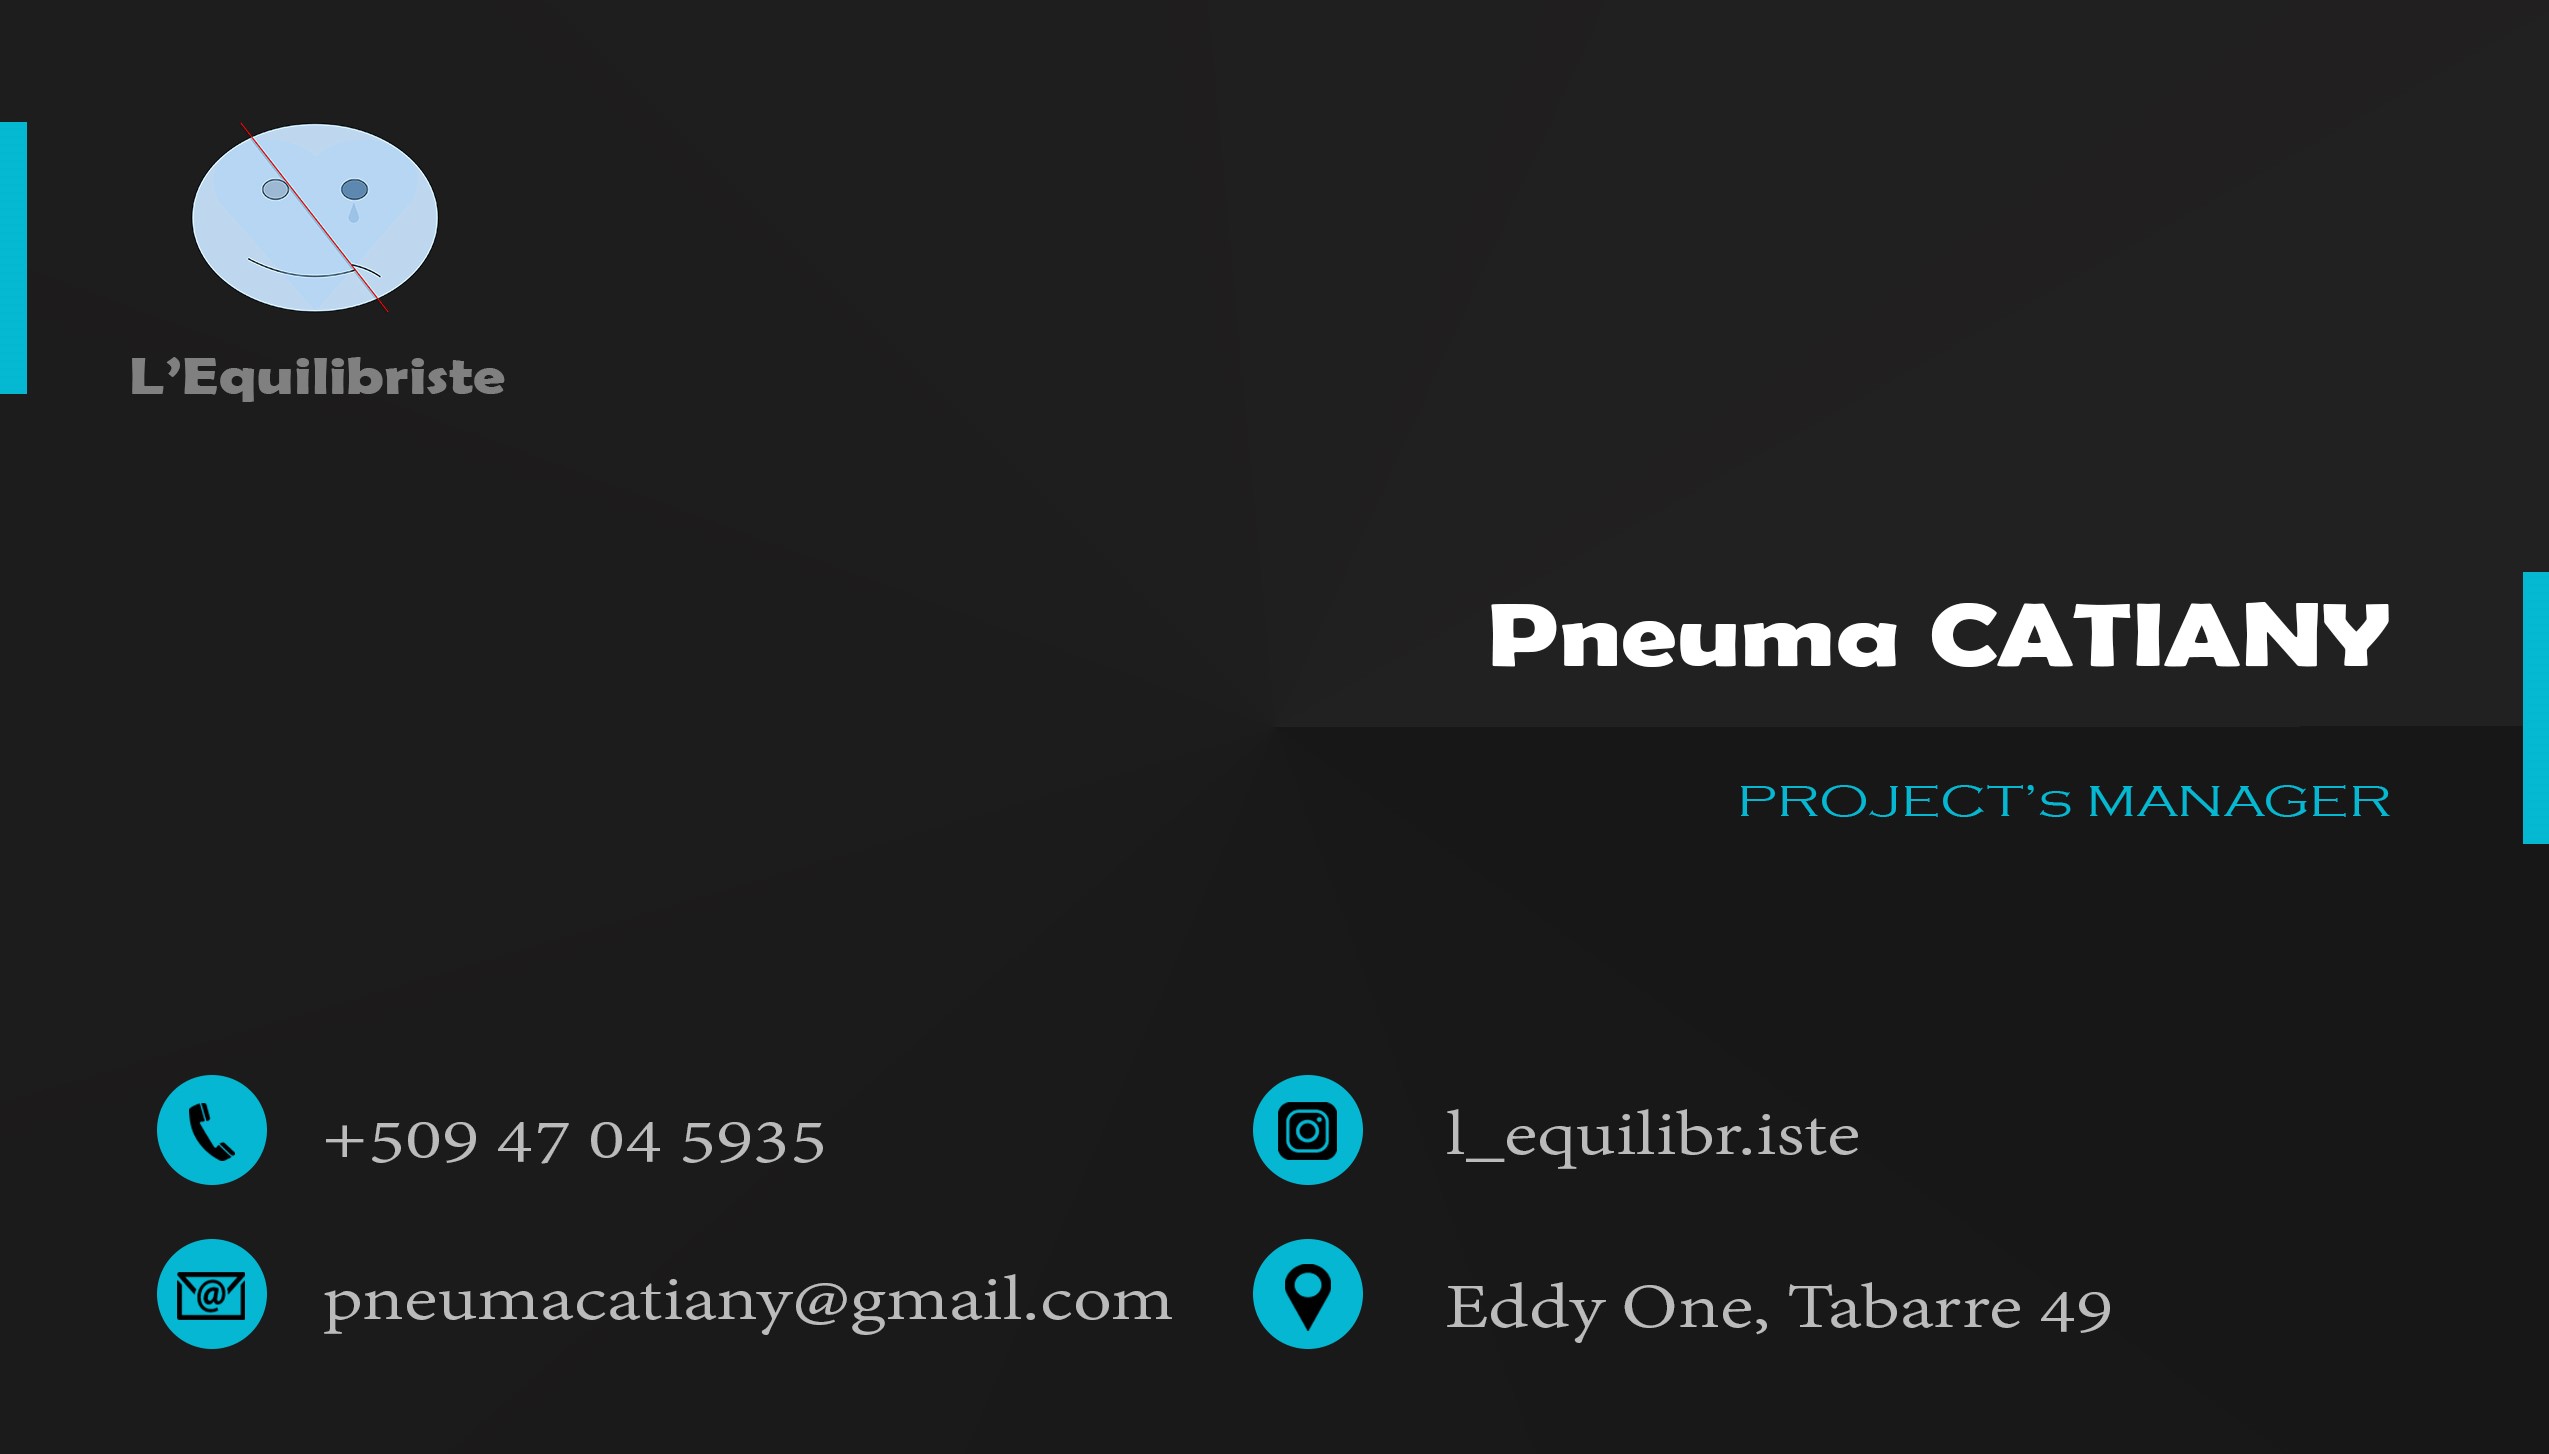 L’Equilibriste
Pneuma CATIANY
PROJECT’s MANAGER
+509 47 04 5935
l_equilibr.iste
pneumacatiany@gmail.com
Eddy One, Tabarre 49